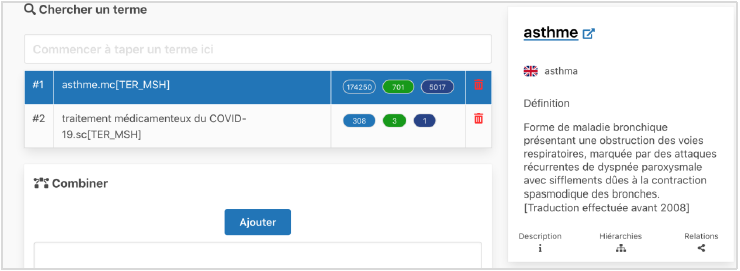 Chercher un terme
Commencer à taper un terme ici
#1 asthme.mc[TER_MSH] 174250 701 5017
#2 traitement médicamenteux du COVID-
19.sc[TER_MSH] 308 3 1
Combiner
Ajouter
asthme
asthma
Définition
Forme de maladie bronchique
présentant une obstruction des voies
respiratoires, marquée par des attaques
récurrentes de dyspnée paroxysmale
avec sifflements dûes à la contraction
spasmodique des bronches.
[Traduction effectuée avant 2008]
Description Hiérarchies Relations